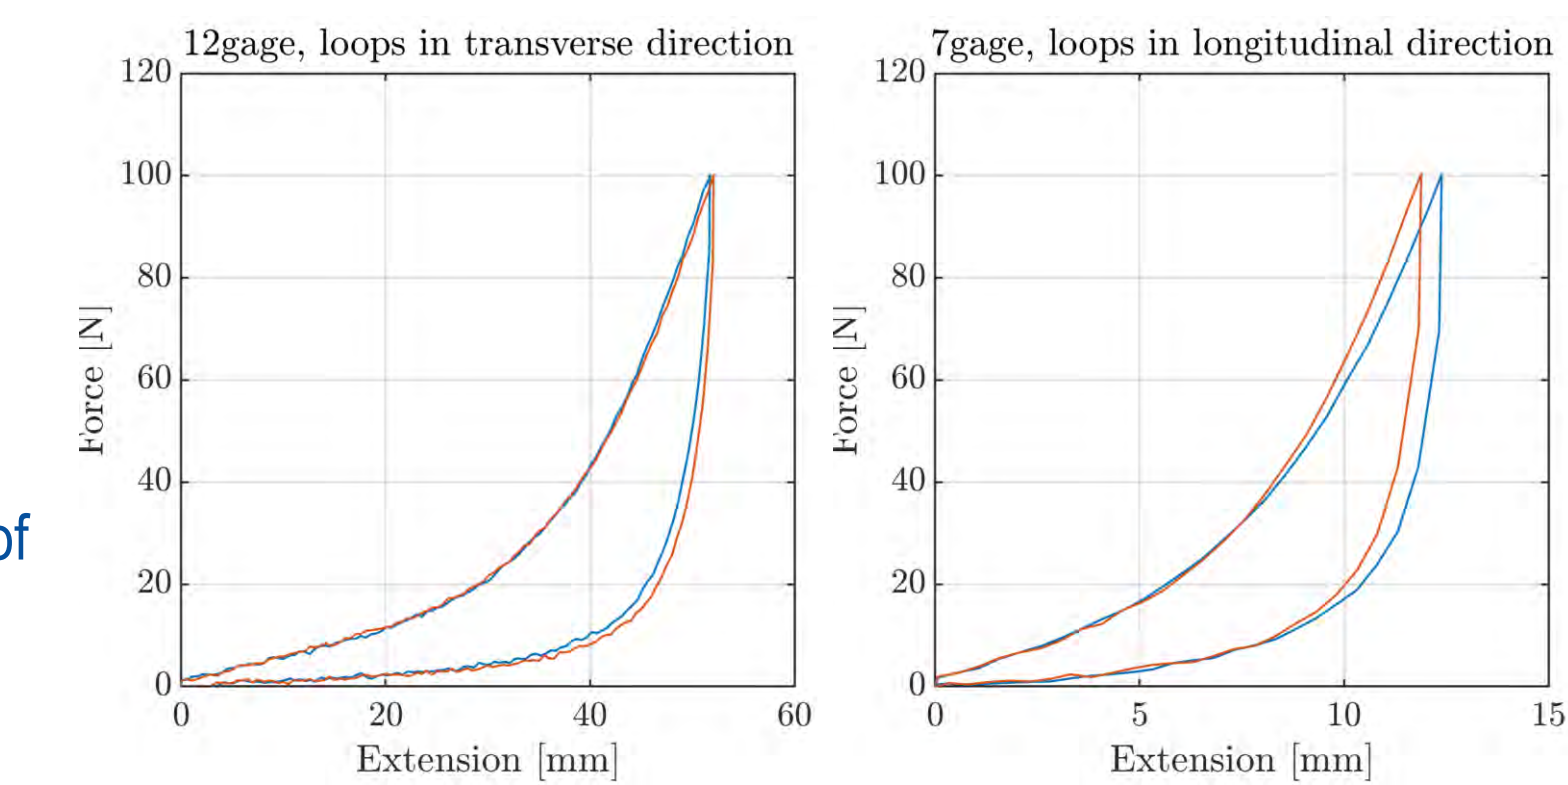 12gage, loops in transverse direction
120
100
80
60
40
20
0
Force [N]
0 20 40 60
Extension [mm]
7gage, loops in longitudinal direction
120
100
80
60
40
20
0
Force [N]
0 5 10 15
Extension [mm]
of